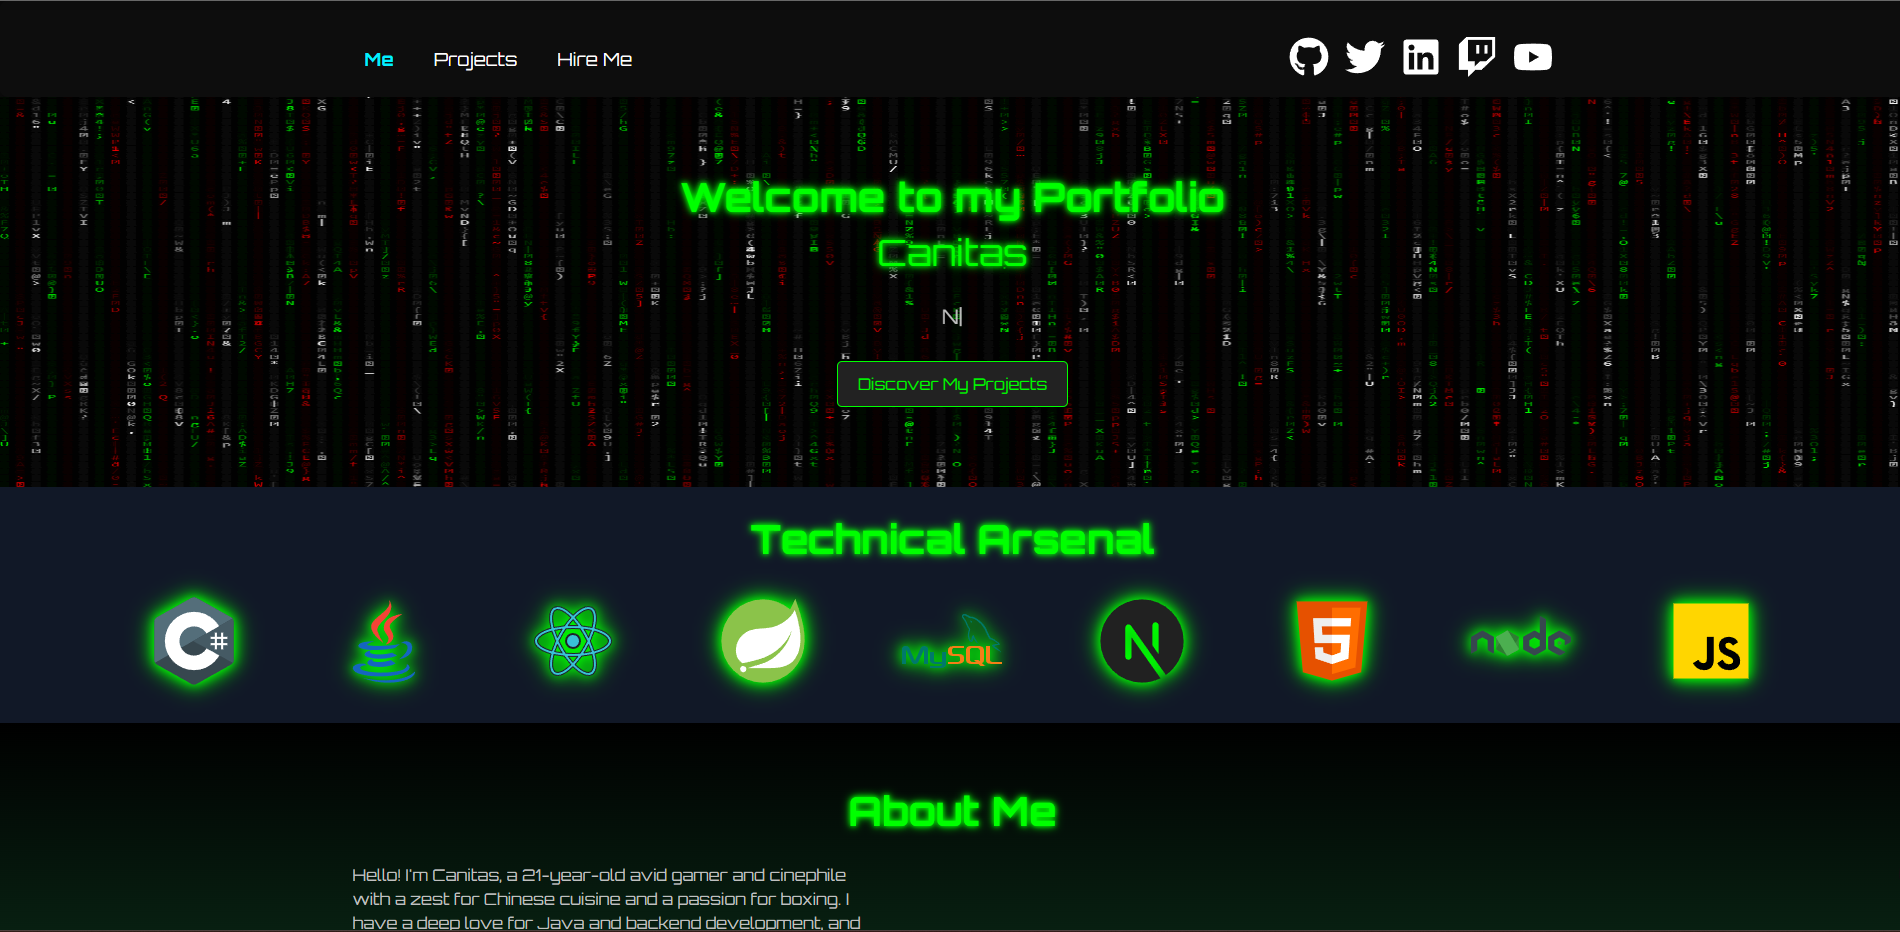 Me Projects Hire Me
Welcome to my Portfolio
Canitas
N
Discover My Projects
Technical Arsenal
C#
MySQL
N
5
node
JS
About Me
Hello! I'm Canitas, a 21-year-old avid gamer and cinephile
with a zest for Chinese cuisine and a passion for boxing. I
have a deep love for Java and backend development, and